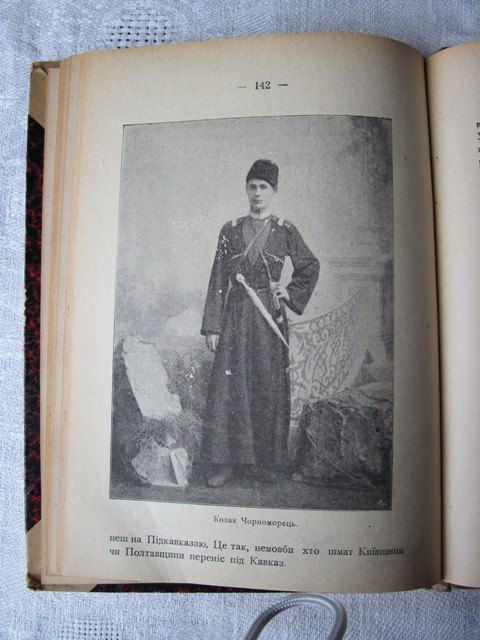 — 142 —
Козак Чорноморець.
неш на Підкавказзю. Це так, немовби хто шмат Київщини
чи Полтавщини переніс під Кавказ.